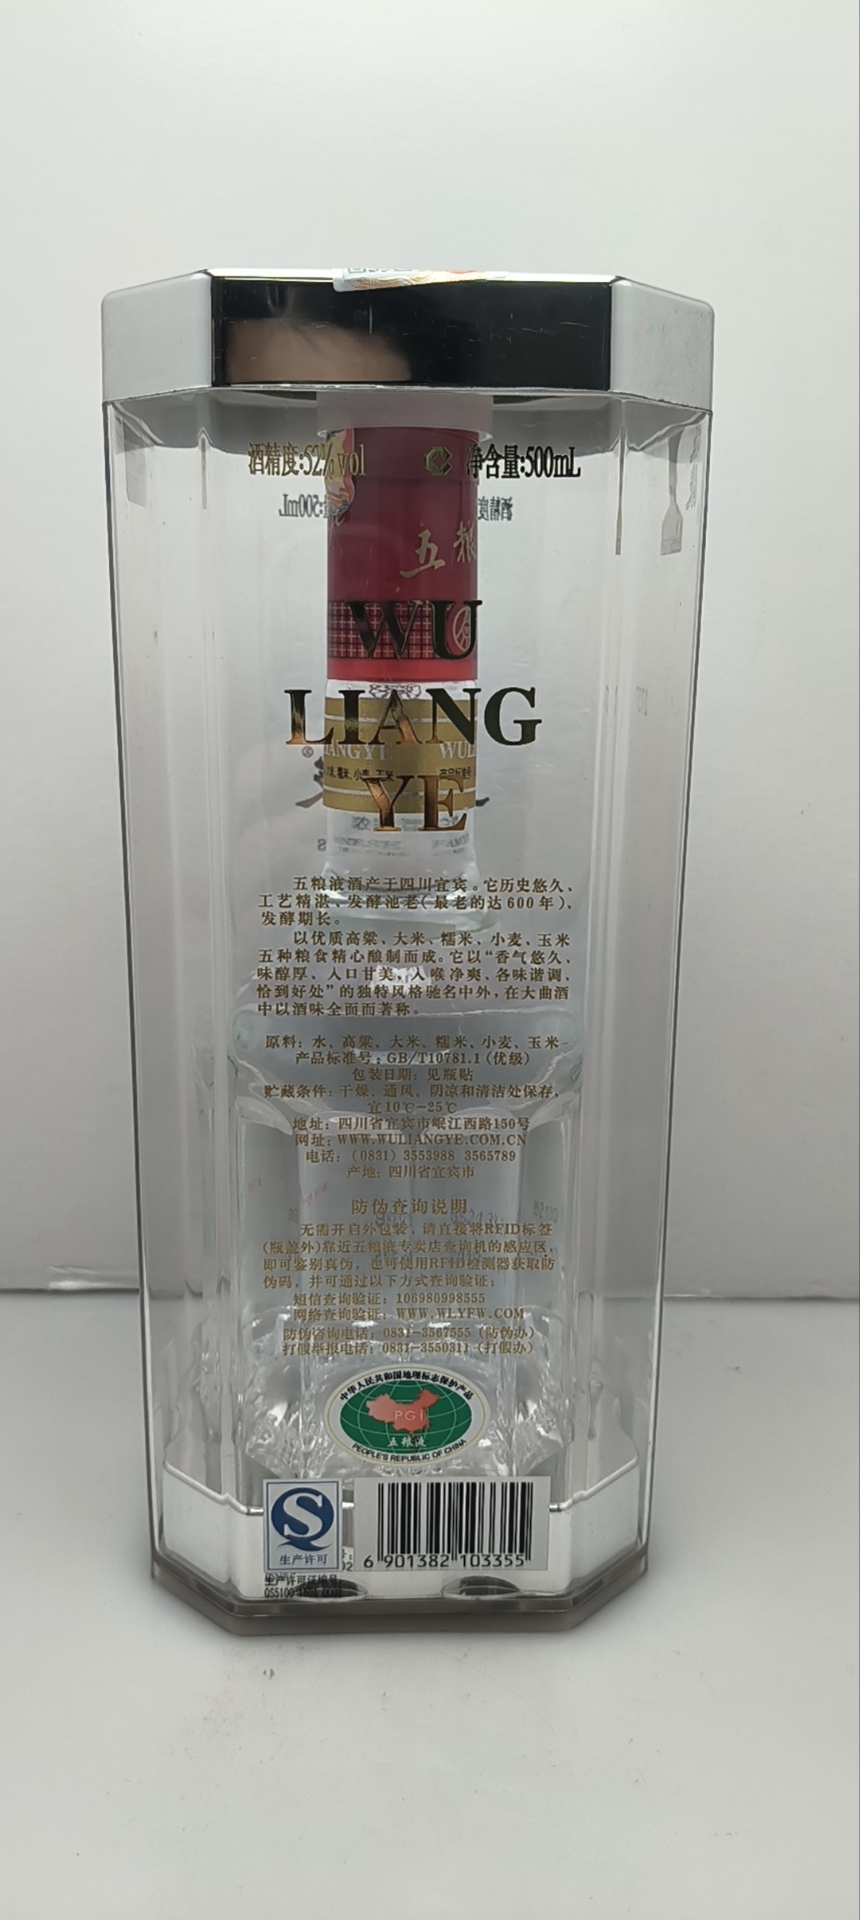 酒精度:52%vol 净含量:500mL
五粮
WU
LIANG
YE
五粮液酒产于四川宜宾。它历史悠久、
工艺精湛、发酵池老(最老的达600年)、
发酵期长。
以优质高粱、大米、糯米、小麦、玉米
五种粮食精心酿制而成。它以“香气悠久、
味醇厚、入口甘美、入喉净爽、各味谐调、
恰到好处”的独特风格驰名中外,在大曲酒
中以酒味全面而著称。
原料: 水、高粱、大米、糯米、小麦、玉米
产品标准号: GB/T10781.1 (优级)
包装日期: 见瓶贴
贮藏条件: 干燥、通风、阴凉和清洁处保存,
宜10℃-25℃
地址: 四川省宜宾市岷江西路150号
网址: WWW.WULIANGYE.COM.CN
电话: (0831) 3553988 3565789
产地: 四川省宜宾市
防伪查询说明
无需开启外包装, 请直接将RFID标签
(瓶盖外)靠近五粮液专卖店查询机的感应区,
即可鉴别真伪, 也可使用RFID检测器获取防
伪码, 并可通过以下方式查询验证:
短信查询验证: 106980998555
网络查询验证: WWW.WLYFW.COM
防伪咨询电话: 0831-3567555 (防伪办)
打假举报电话: 0831-3550311 (打假办)
中华人民共和国地理标志保护产品
PGI
五粮液
PEOPLE'S REPUBLIC OF CHINA
生产许可
6 901382 103355
生产许可证编号: